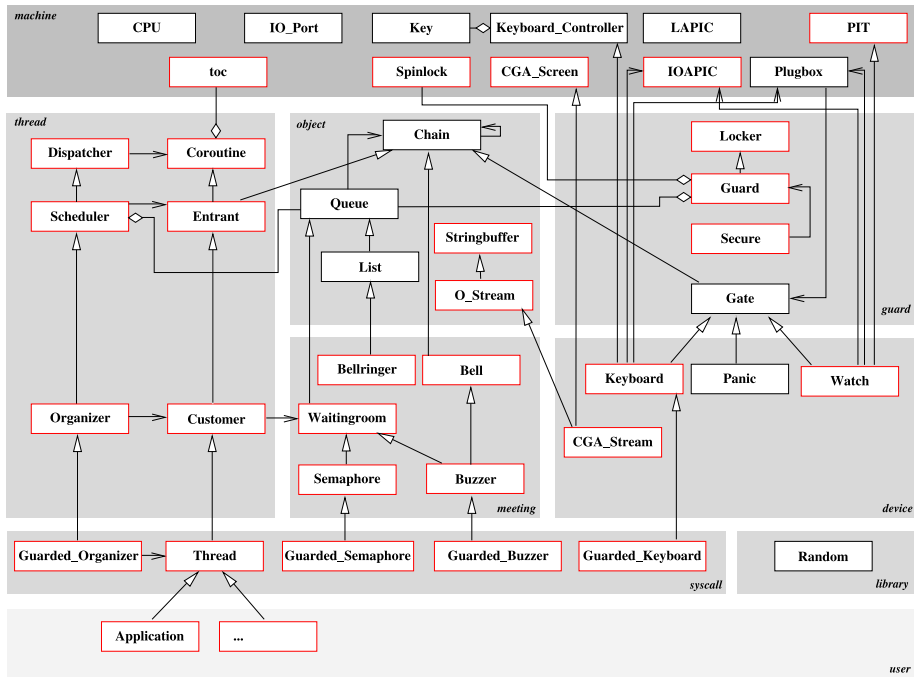 machine
CPU
IO_Port
Key
Keyboard_Controller
LAPIC
PIT
toc
Spinlock
CGA_Screen
IOAPIC
Plugbox
thread
object
Chain
Locker
Dispatcher
Coroutine
Guard
Scheduler
Entrant
Queue
Stringbuffer
Secure
List
O_Stream
Gate
guard
Bellringer
Bell
Keyboard
Panic
Watch
Organizer
Customer
Waitingroom
CGA_Stream
Semaphore
Buzzer
meeting
device
Guarded_Organizer
Thread
Guarded_Semaphore
Guarded_Buzzer
Guarded_Keyboard
Random
syscall
library
Application
...
user